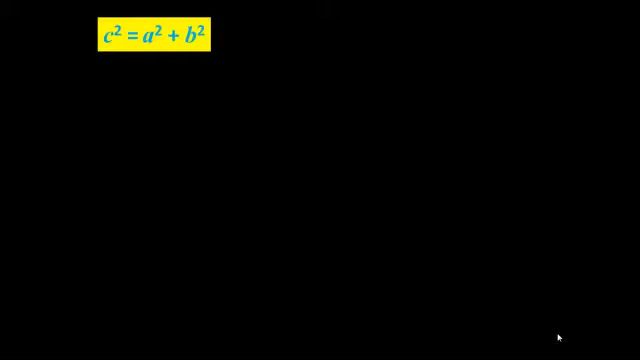 c² = a² + b²